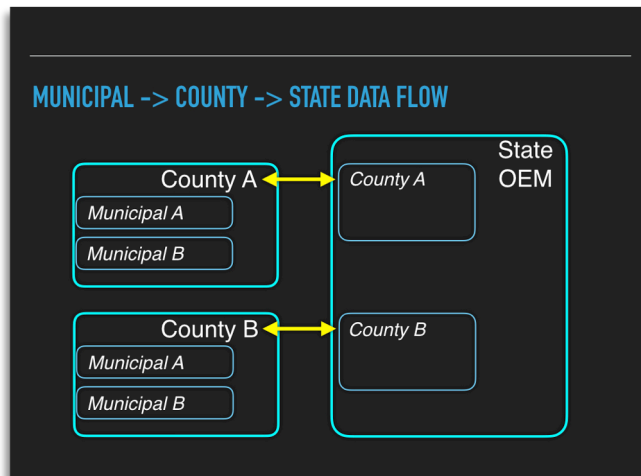 MUNICIPAL -> COUNTY -> STATE DATA FLOW
County A
Municipal A
Municipal B
County B
Municipal A
Municipal B
State
OEM
County A
County B